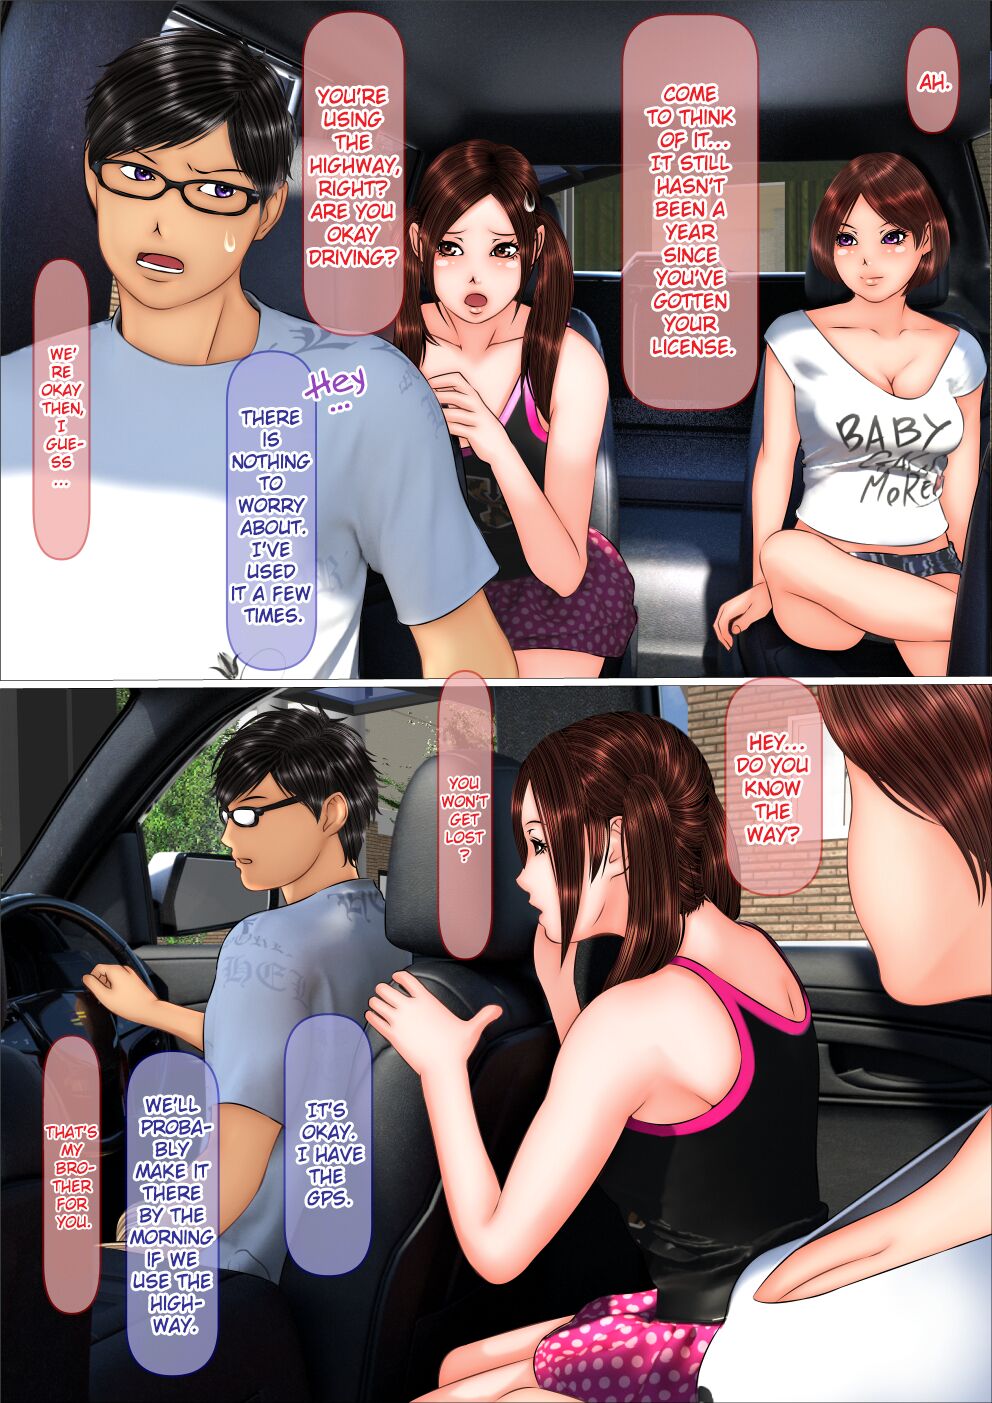 AH.
COME
TO THINK
OF IT...
IT STILL
HASN'T
BEEN A
YEAR
SINCE
YOU'VE
GOTTEN
YOUR
LICENSE.
YOU'RE
USING
THE
HIGHWAY,
RIGHT?
ARE YOU
OKAY
DRIVING?
Hey
...
THERE
IS
NOTHING
TO
WORRY
ABOUT.
I'VE
USED
IT A FEW
TIMES.
WE'
RE
OKAY
THEN,
I
GUE-
SS
...
BABY
MORE
HEY...
DO YOU
KNOW
THE
WAY?
YOU
WON'T
GET
LOST
?
IT'S
OKAY.
I HAVE
THE
GPS.
WE'LL
PROBA-
BLY
MAKE IT
THERE
BY THE
MORNING
IF WE
USE THE
HIGH-
WAY.
THAT'S
MY
BRO-
THER
FOR
YOU.